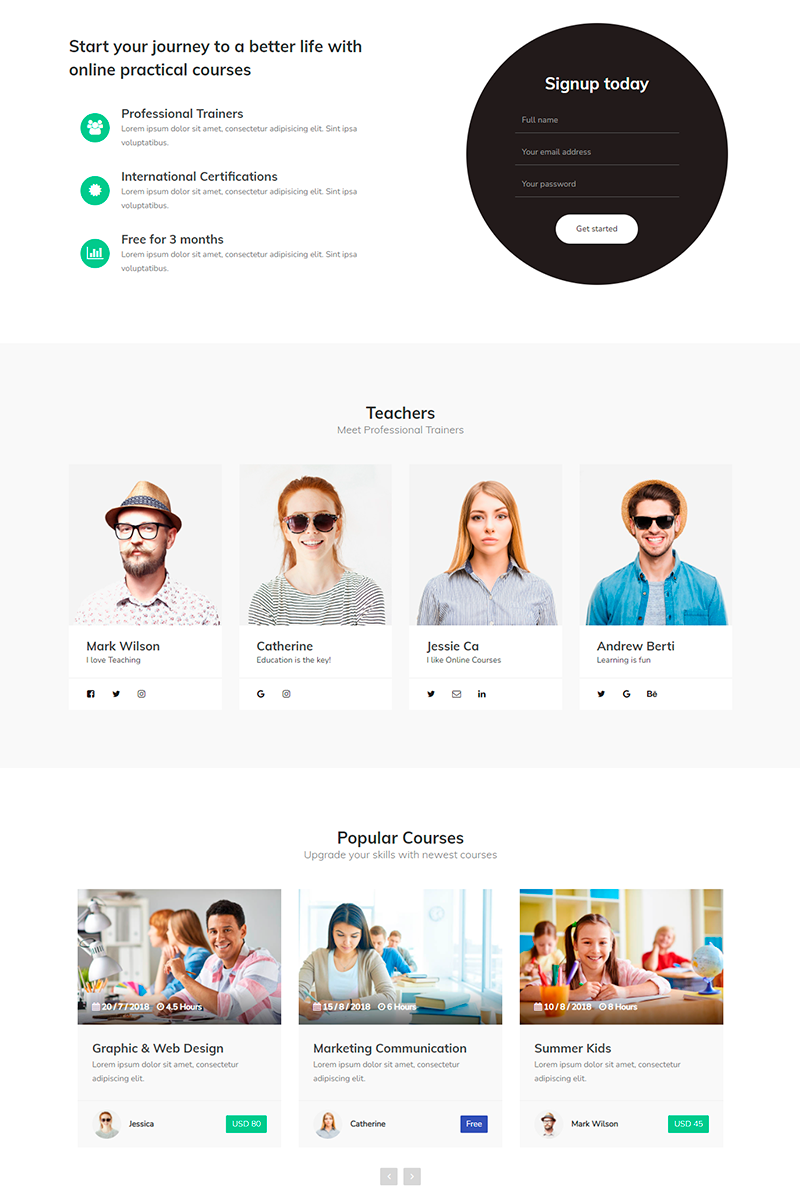 Start your journey to a better life with
online practical courses
Professional Trainers
Lorem ipsum dolor sit amet, consectetur adipisicing elit. Sint ipsa
voluptatibus.
International Certifications
Lorem ipsum dolor sit amet, consectetur adipisicing elit. Sint ipsa
voluptatibus.
Free for 3 months
Lorem ipsum dolor sit amet, consectetur adipisicing elit. Sint ipsa
voluptatibus.
Signup today
Full name
Your email address
Your password
Get started
Teachers
Meet Professional Trainers
Mark Wilson
I love Teaching
Catherine
Education is the key!
Jessie Ca
I like Online Courses
Andrew Berti
Learning is fun
Bē
Popular Courses
Upgrade your skills with newest courses
20 / 7 / 2018 4,5 Hours
Graphic & Web Design
Lorem ipsum dolor sit amet, consectetur
adipisicing elit.
Jessica USD 80
15 / 8 / 2018 6 Hours
Marketing Communication
Lorem ipsum dolor sit amet, consectetur
adipisicing elit.
Catherine Free
10 / 8 / 2018 8 Hours
Summer Kids
Lorem ipsum dolor sit amet, consectetur
adipisicing elit.
Mark Wilson USD 45